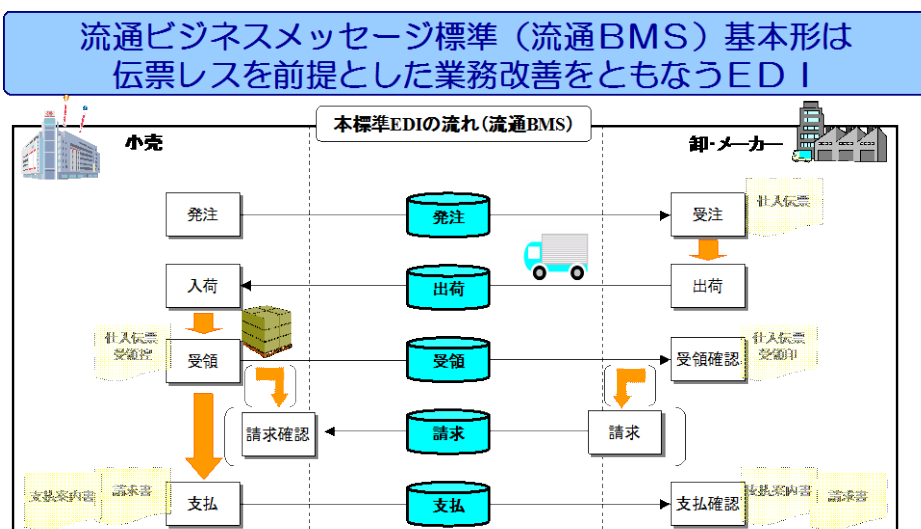 流通ビジネスメッセージ標準（流通ＢＭＳ）基本形は
伝票レスを前提とした業務改善をともなうＥＤＩ
本標準EDIの流れ（流通BMS）
小売
卸・メーカー
発注
発注
受注
仕入伝票
入荷
出荷
出荷
仕入伝票
受領控
受領
受領
受領確認
仕入伝票
受領印
請求確認
請求
請求
支払案内書
請求書
支払
支払
支払確認
支払案内書
請求書